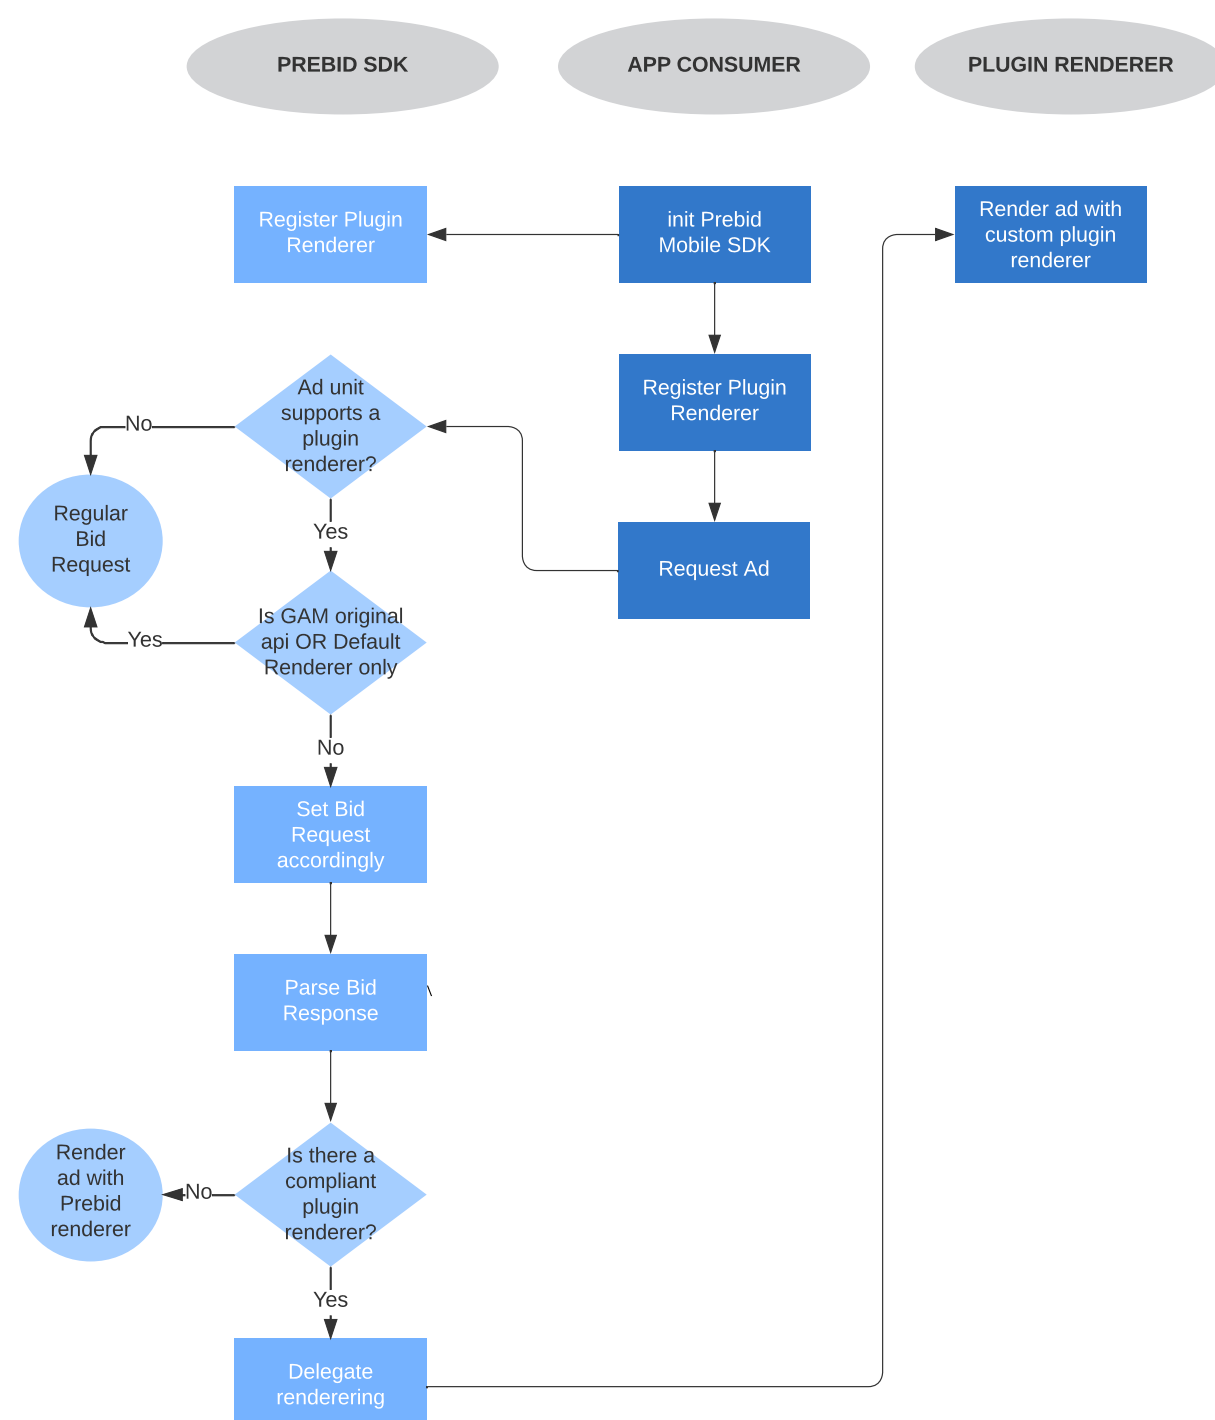 PREBID SDK
APP CONSUMER
PLUGIN RENDERER
Register Plugin
Renderer
init Prebid
Mobile SDK
Render ad with
custom plugin
renderer
Ad unit
supports a
plugin
renderer?
Register Plugin
Renderer
No
Regular
Bid
Request
Yes
Request Ad
Is GAM original
api OR Default
Renderer only
Yes
No
Set Bid
Request
accordingly
Parse Bid
Response
\
Is there a
compliant
plugin
renderer?
No
Render
ad with
Prebid
renderer
Yes
Delegate
renderering